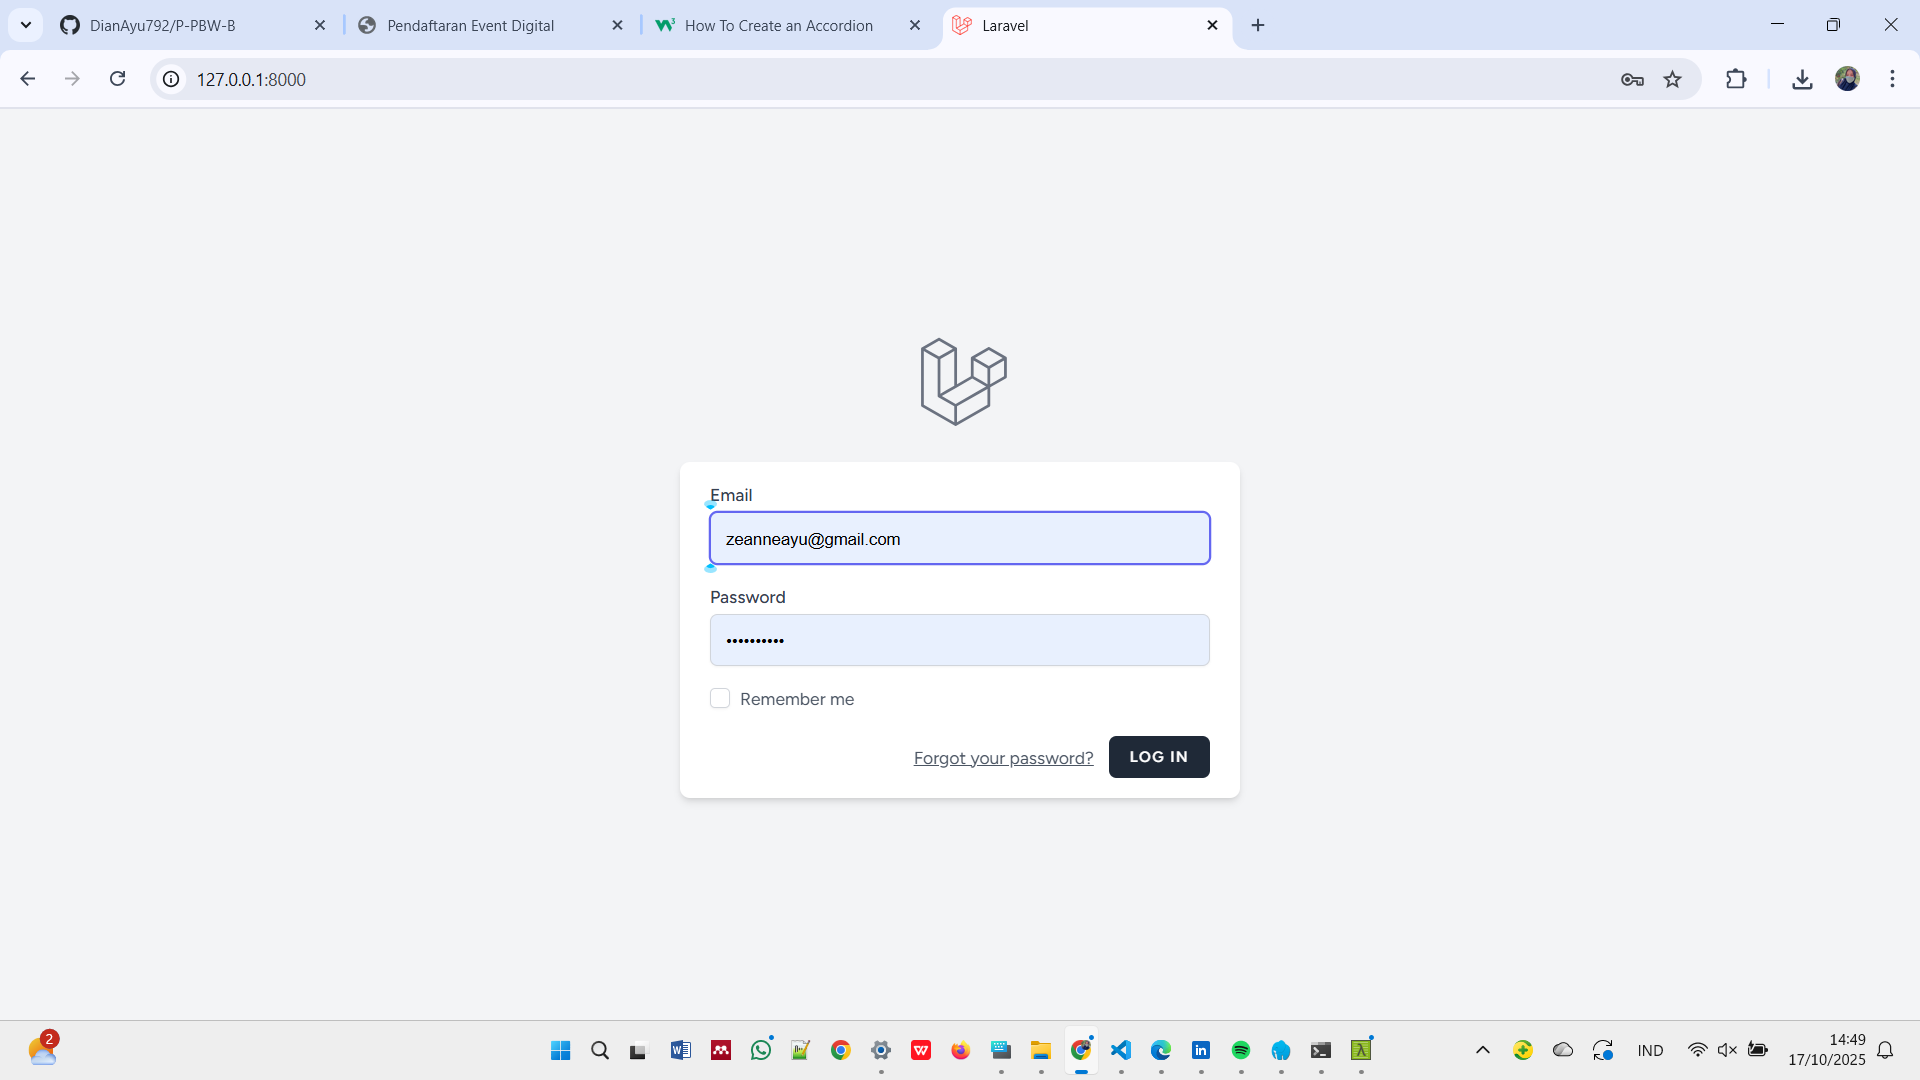 DianAyu792/P-PBW-B
Pendaftaran Event Digital
How To Create an Accordion
Laravel
127.0.0.1:8000
Email
zeanneayu@gmail.com
Password
••••••••••
Remember me
Forgot your password?
LOG IN
2
IND
14:49
17/10/2025